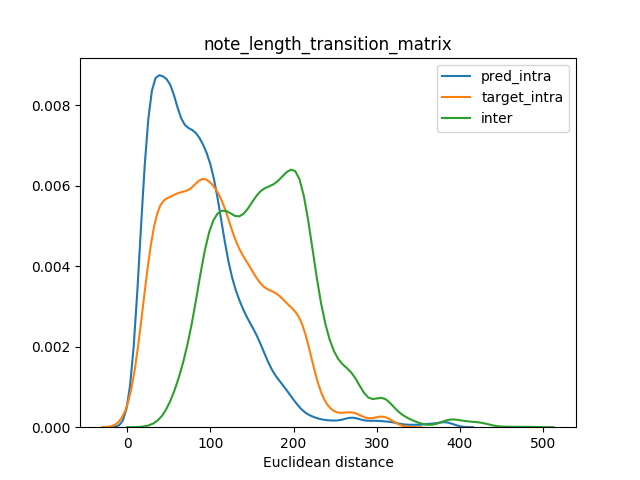 note_length_transition_matrix
pred_intra
target_intra
inter
0.008
0.006
0.004
0.002
0.000
0 100 200 300 400 500
Euclidean distance